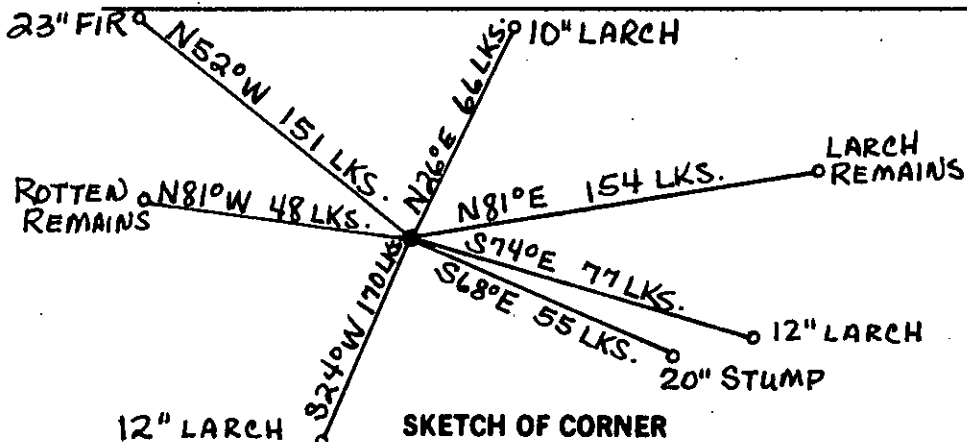 23" FIR
N52°W 151 LKS.
10" LARCH
N26°E 66 LKS.
LARCH
REMAINS
N81°E 154 LKS.
ROTTEN
REMAINS
N81°W 48 LKS.
S74°E 77 LKS.
12" LARCH
S68°E 55 LKS.
20" STUMP
S24°W 170 LKS
12" LARCH
SKETCH OF CORNER